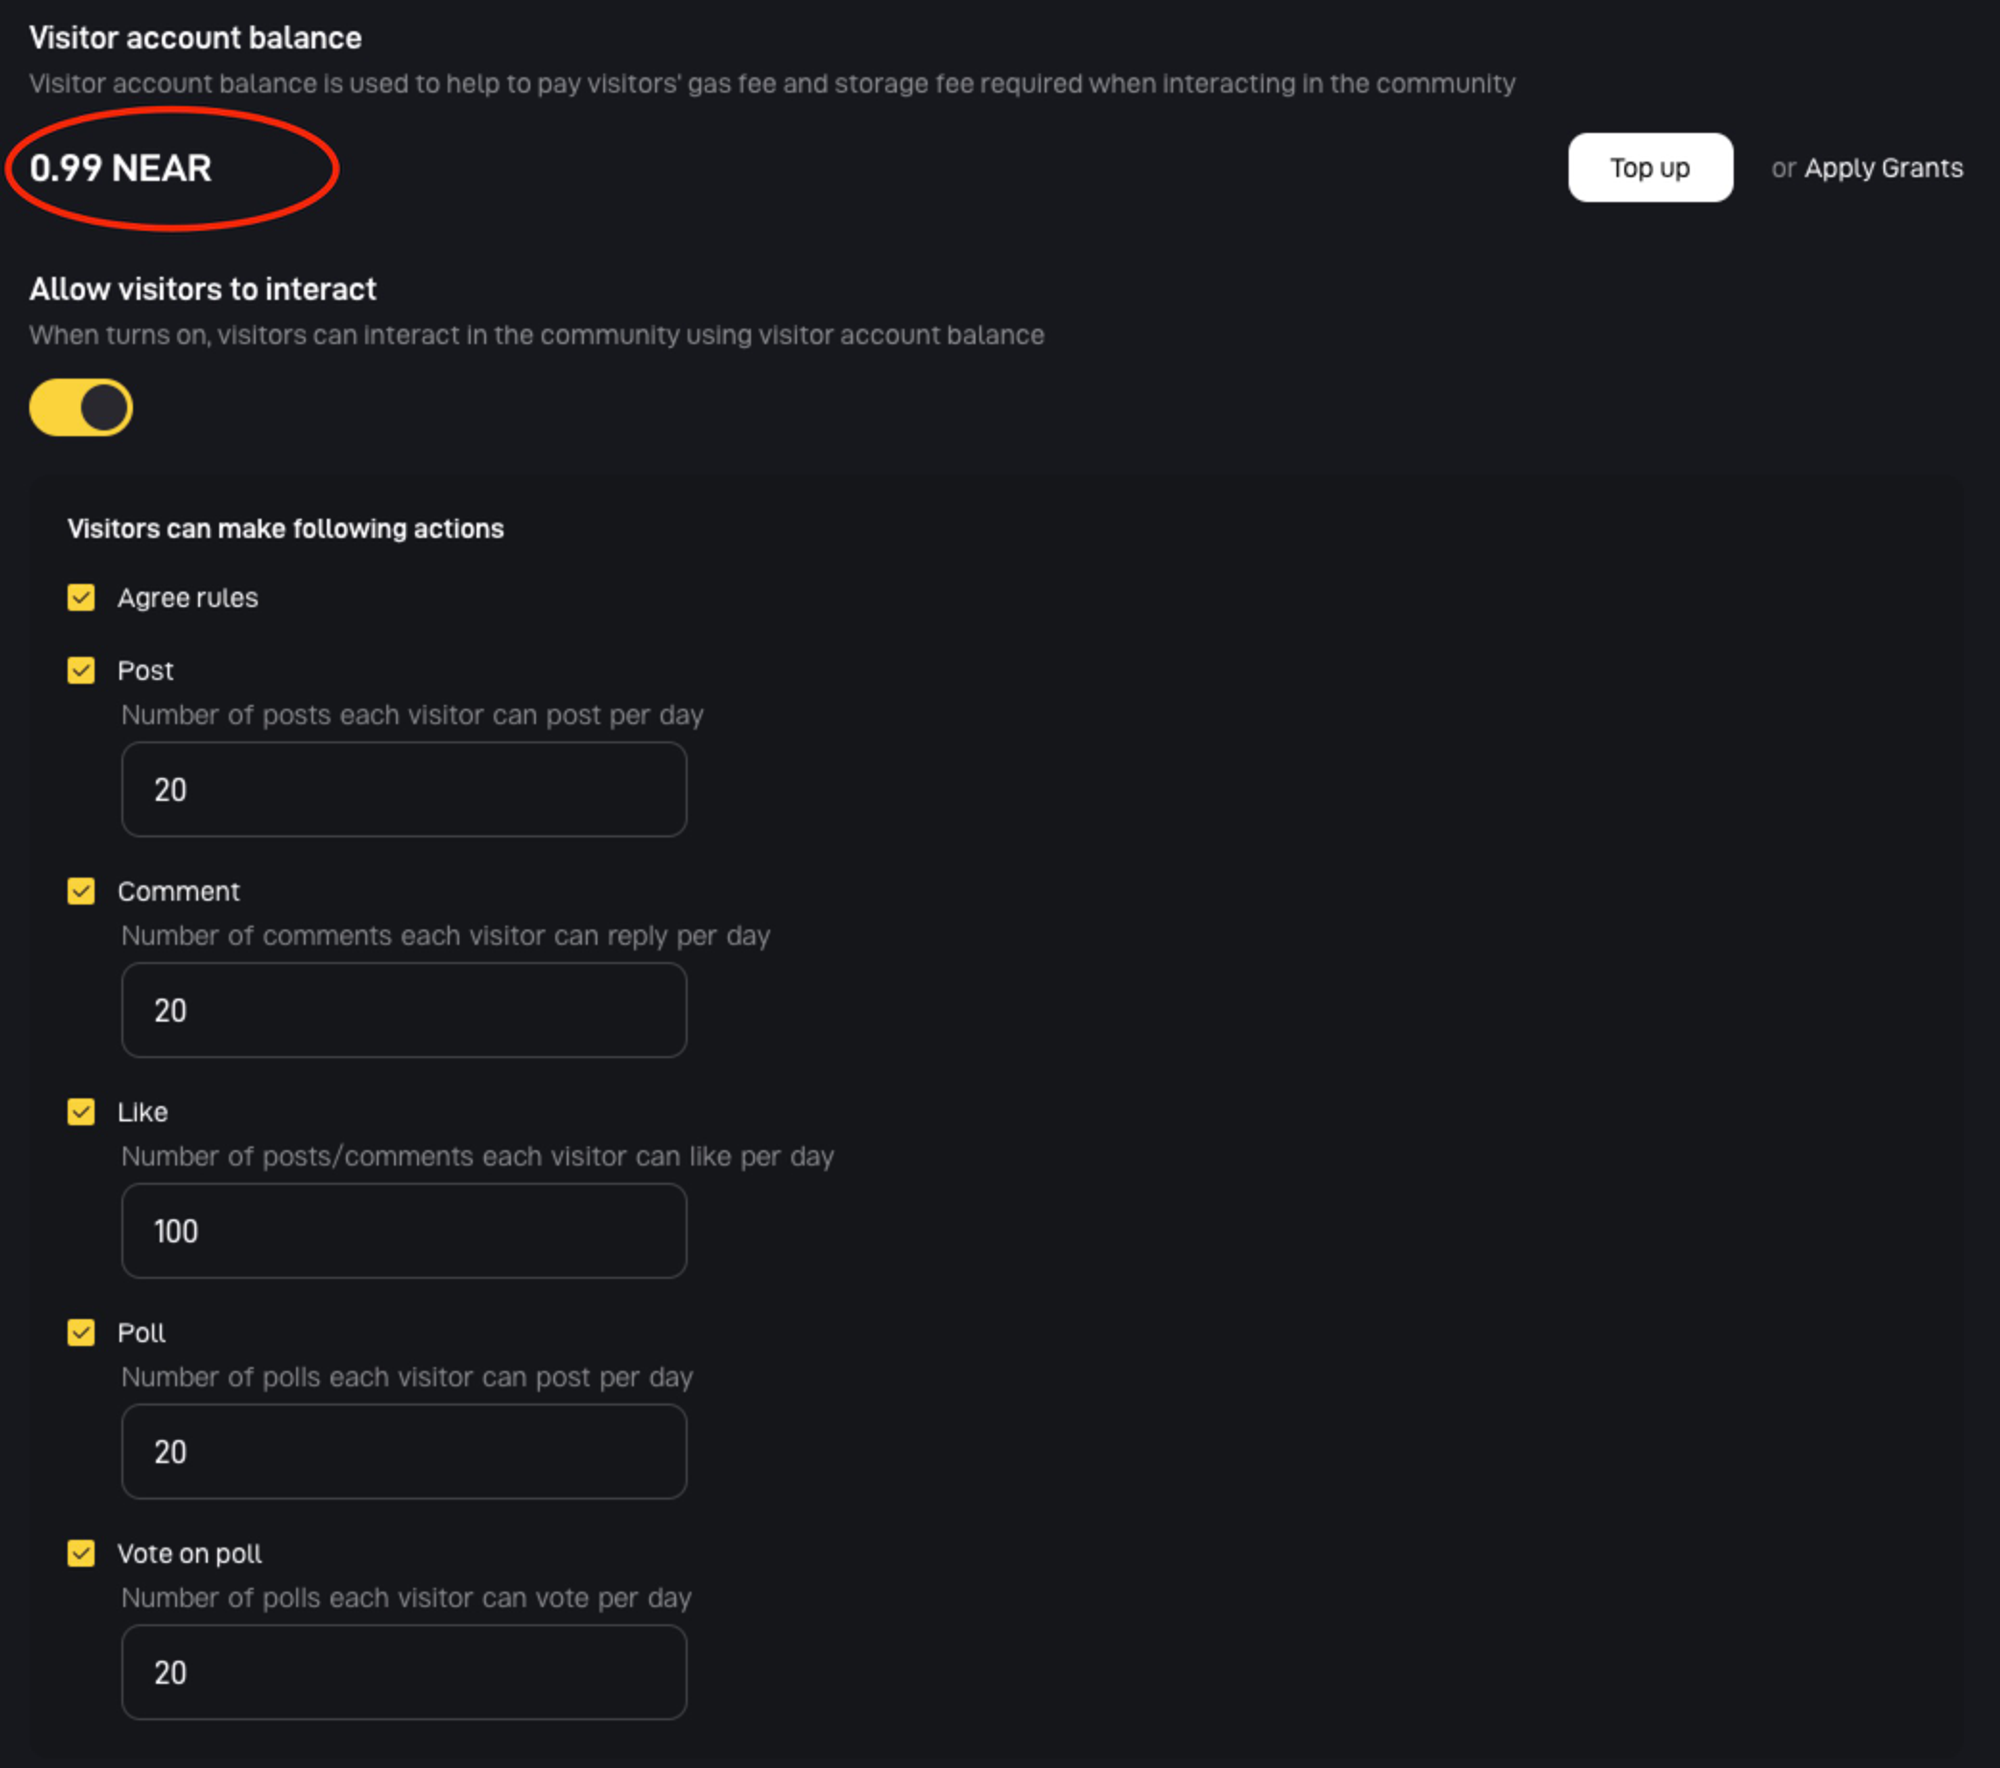 Visitor account balance
Visitor account balance is used to help to pay visitors' gas fee and storage fee required when interacting in the community
0.99 NEAR
Top up or Apply Grants
Allow visitors to interact
When turns on, visitors can interact in the community using visitor account balance
Visitors can make following actions
Agree rules
Post
Number of posts each visitor can post per day
20
Comment
Number of comments each visitor can reply per day
20
Like
Number of posts/comments each visitor can like per day
100
Poll
Number of polls each visitor can post per day
20
Vote on poll
Number of polls each visitor can vote per day
20